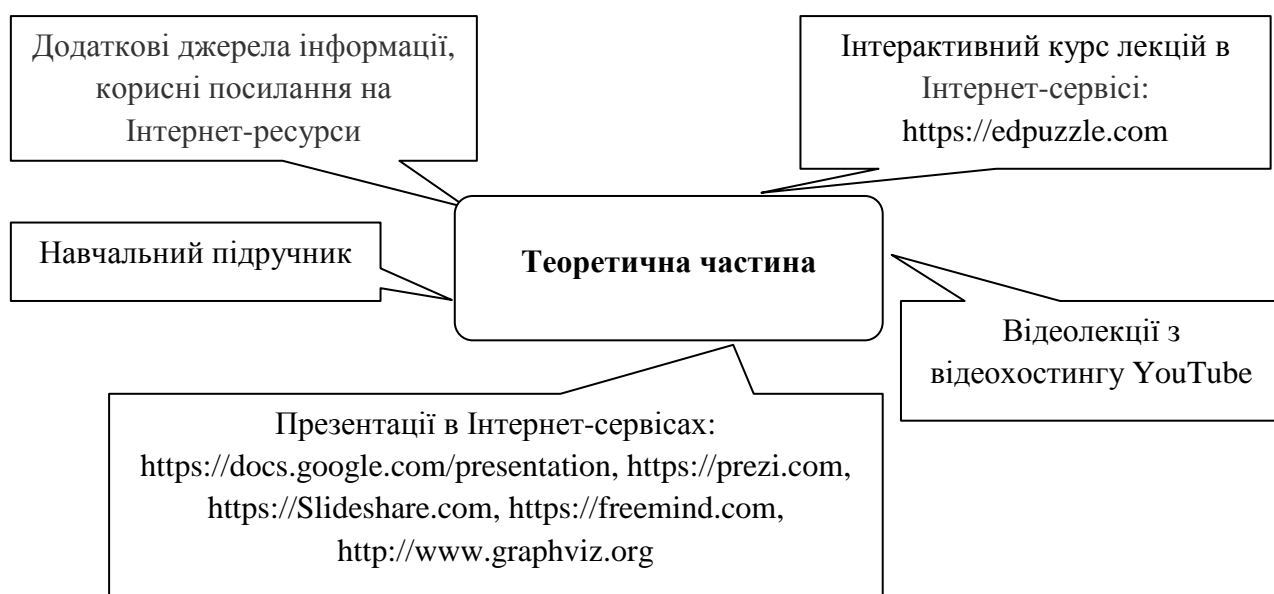 Додаткові джерела інформації,
корисні посилання на
Інтернет-ресурси
Інтерактивний курс лекцій в
Інтернет-сервісі:
https://edpuzzle.com
Навчальний підручник
Теоретична частина
Відеолекції з
відеохостингу YouTube
Презентації в Інтернет-сервісах:
https://docs.google.com/presentation, https://prezi.com,
https://Slideshare.com, https://freemind.com,
http://www.graphviz.org